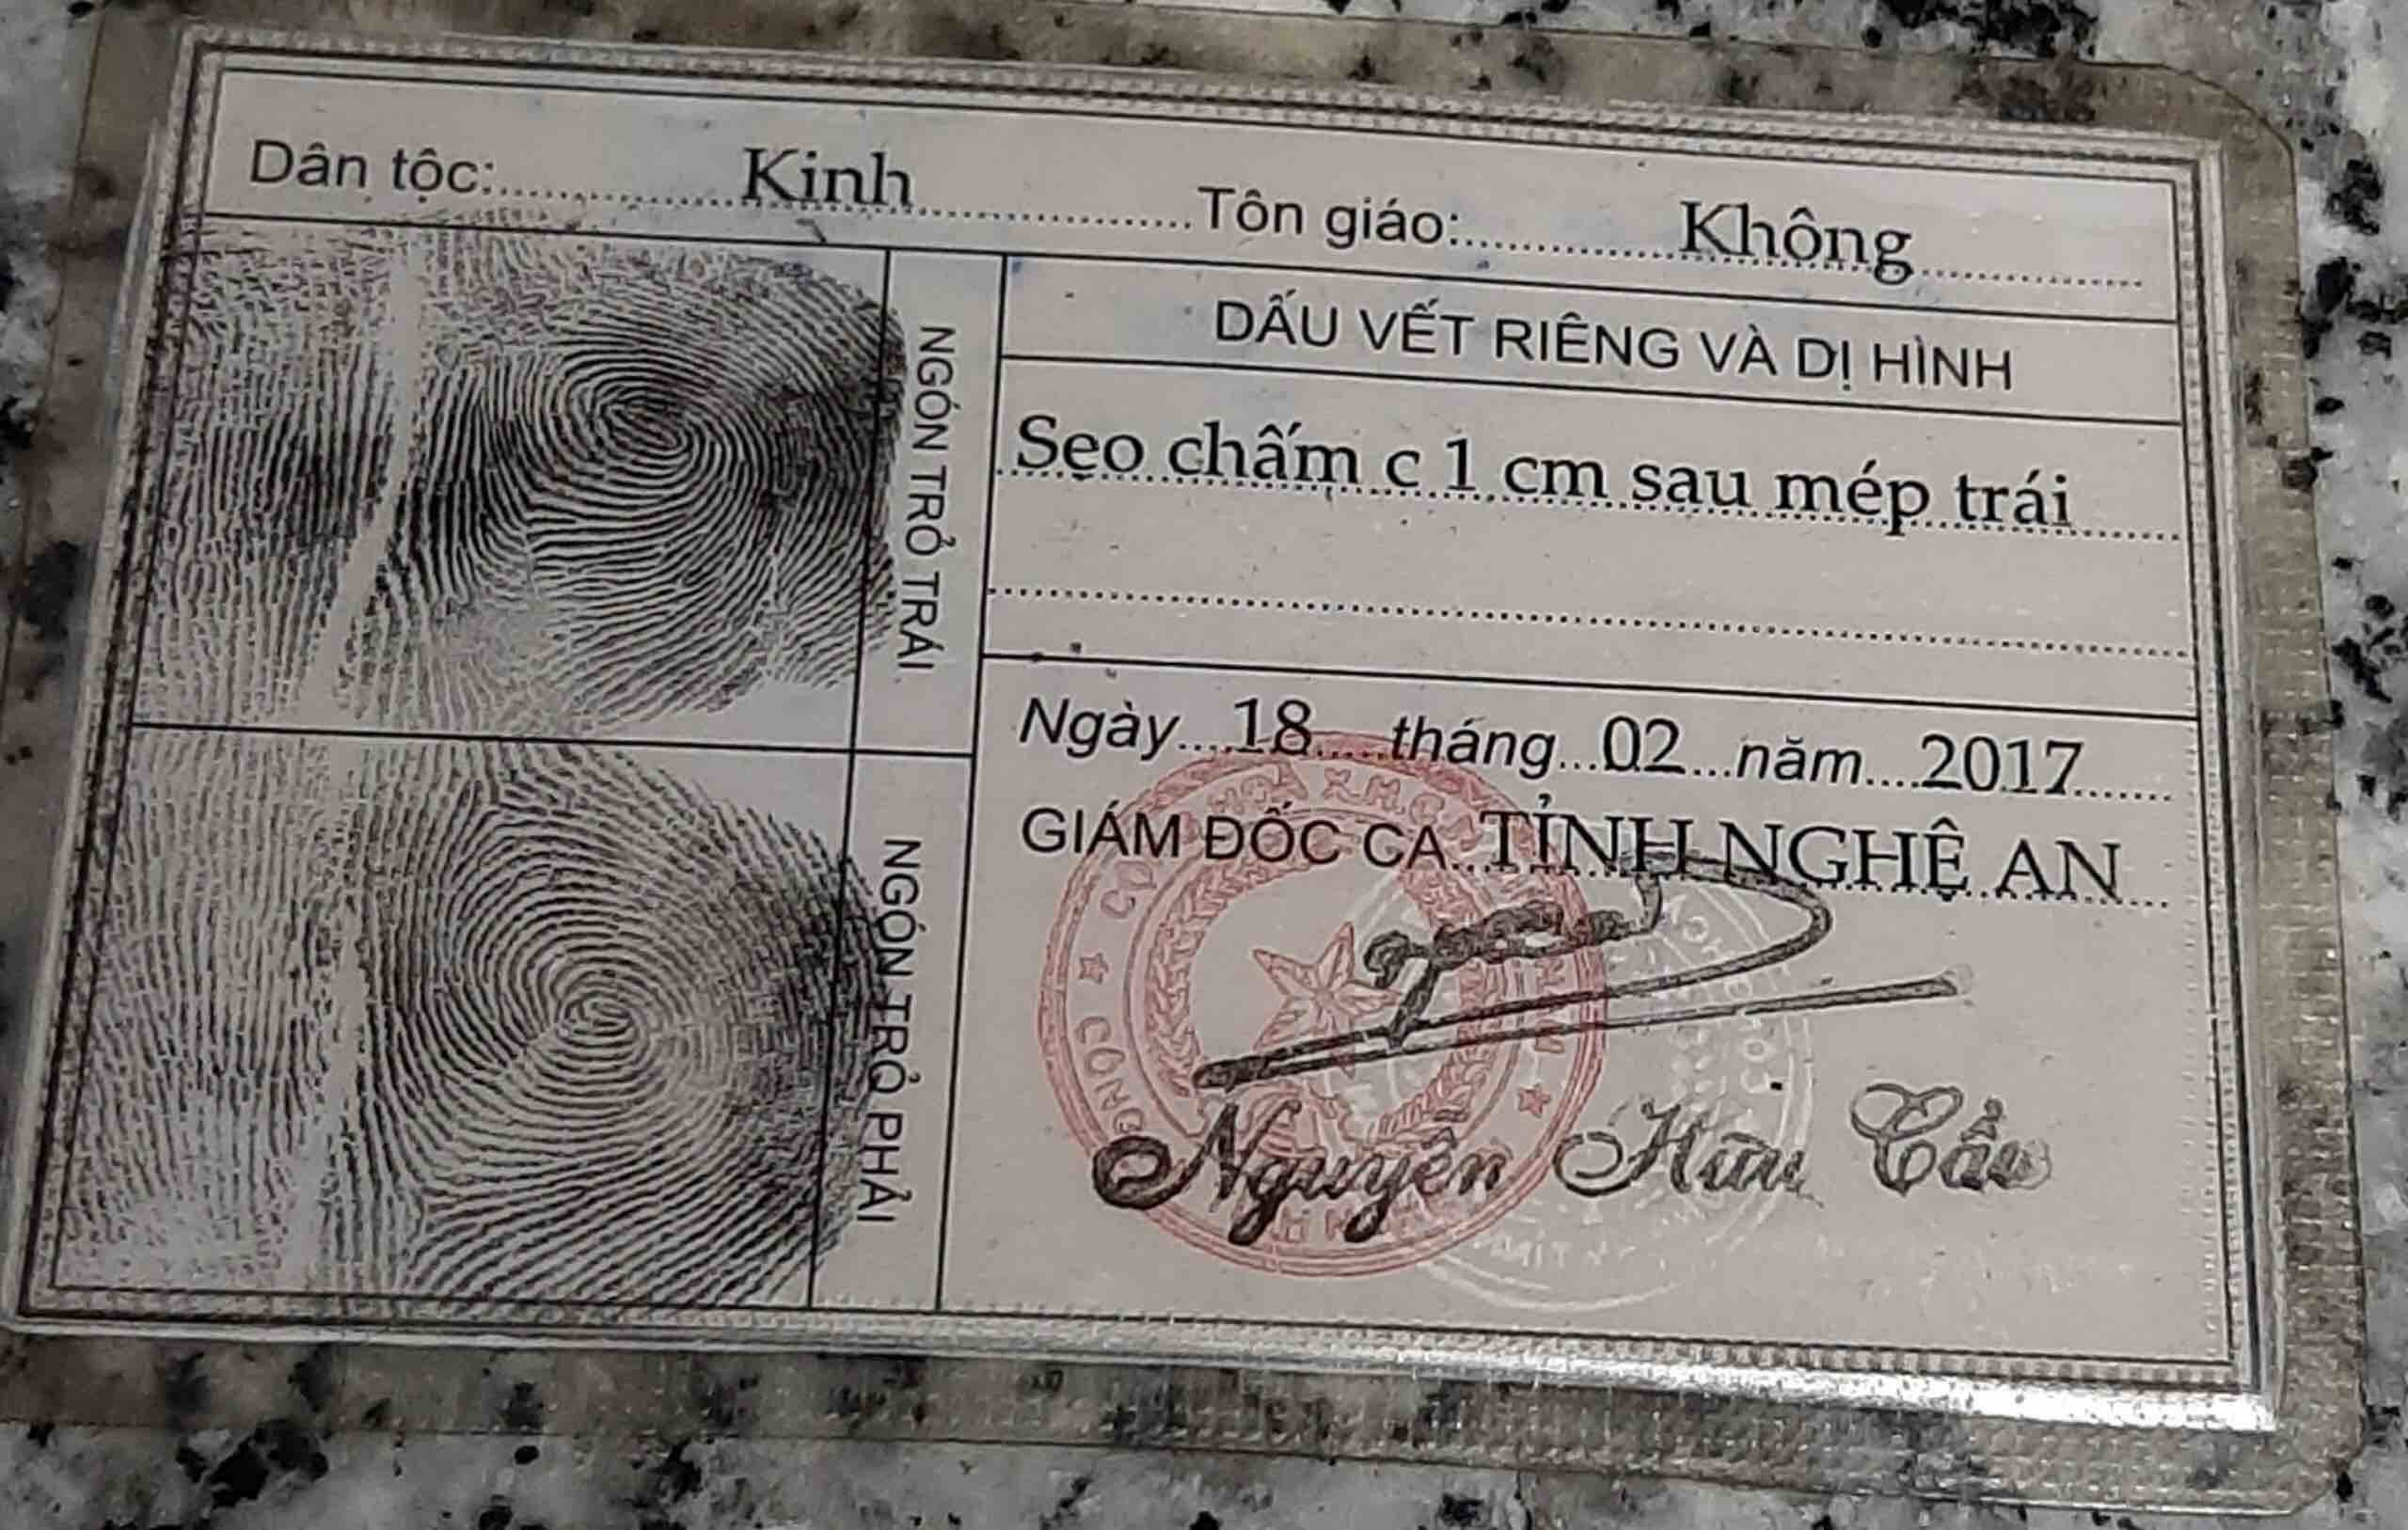 Dân tộc: Kinh Tôn giáo: Không
NGÓN TRỎ TRÁI
DẤU VẾT RIÊNG VÀ DỊ HÌNH
Sẹo chấm c 1 cm sau mép trái
Ngày 18 tháng 02 năm 2017
GIÁM ĐỐC CA TỈNH NGHỆ AN
NGÓN TRỎ PHẢI
Nguyễn Hữu Cầu